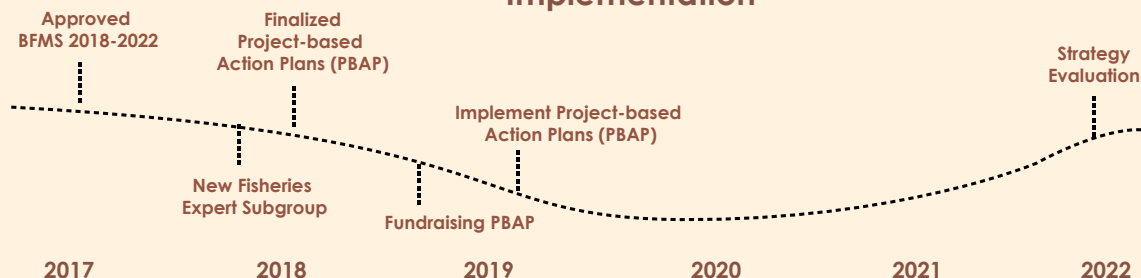 Implementation
Approved
BFMS 2018-2022
Finalized
Project-based
Action Plans (PBAP)
Strategy
Evaluation
Implement Project-based
Action Plans (PBAP)
New Fisheries
Expert Subgroup
Fundraising PBAP
2017
2018
2019
2020
2021
2022